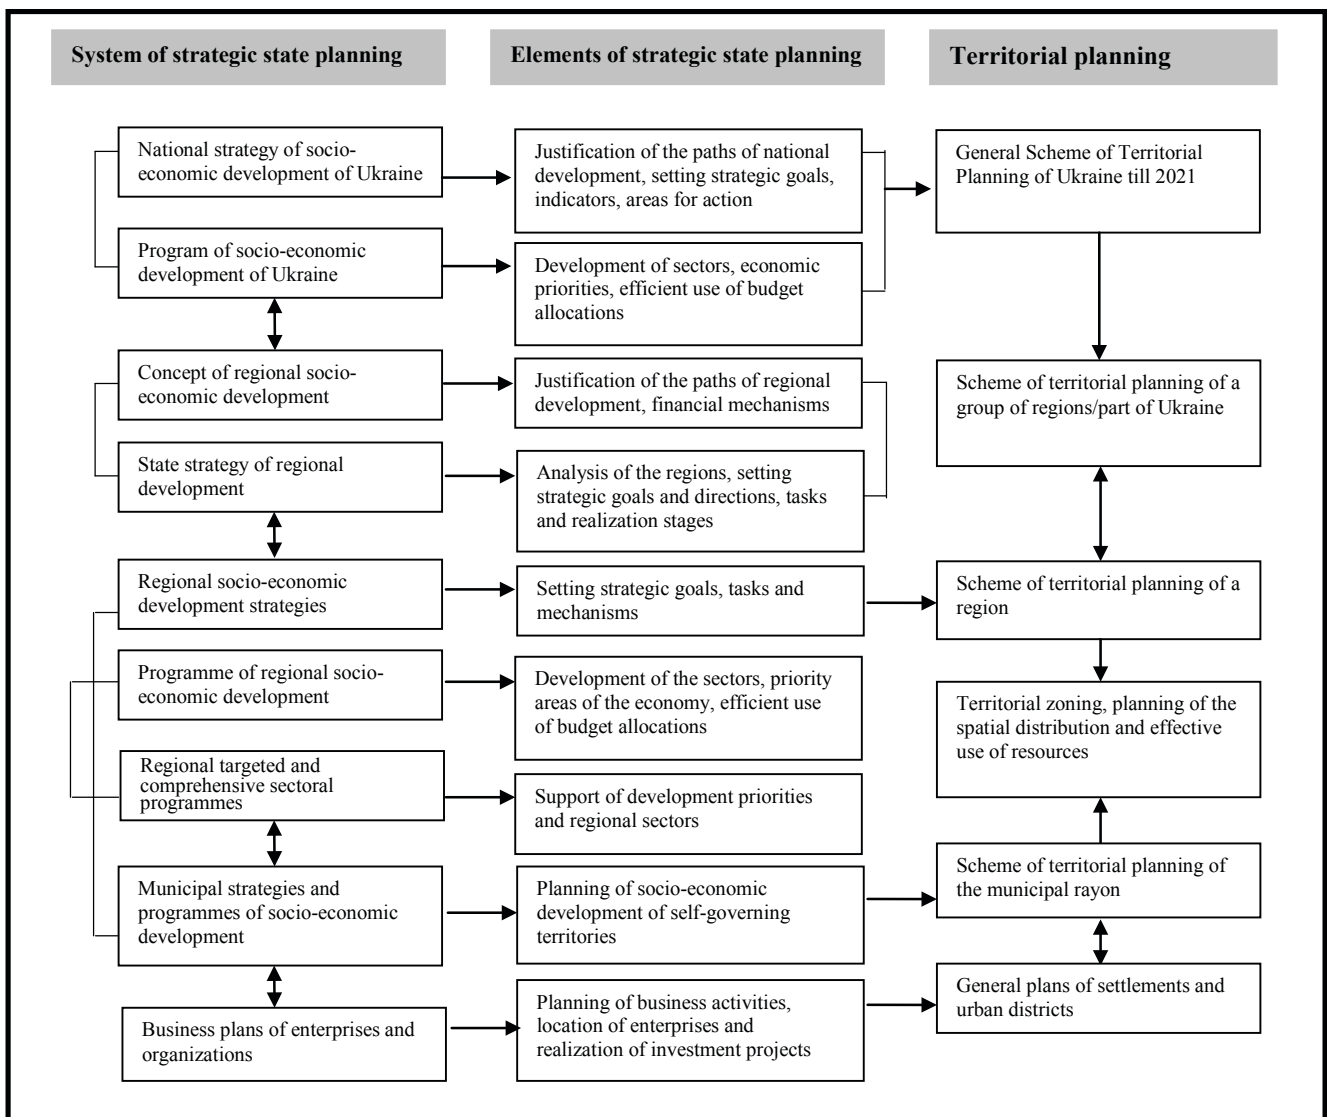 System of strategic state planning
Elements of strategic state planning
Territorial planning
National strategy of socio-
economic development of Ukraine
Justification of the paths of national
development, setting strategic goals,
indicators, areas for action
General Scheme of Territorial
Planning of Ukraine till 2021
Program of socio-economic
development of Ukraine
Development of sectors, economic
priorities, efficient use of budget
allocations
Concept of regional socio-
economic development
Justification of the paths of regional
development, financial mechanisms
Scheme of territorial planning of a
group of regions/part of Ukraine
State strategy of regional
development
Analysis of the regions, setting
strategic goals and directions, tasks
and realization stages
Regional socio-economic
development strategies
Setting strategic goals, tasks and
mechanisms
Scheme of territorial planning of a
region
Programme of regional socio-
economic development
Development of the sectors, priority
areas of the economy, efficient use
of budget allocations
Territorial zoning, planning of the
spatial distribution and effective
use of resources
Regional targeted and
comprehensive sectoral
programmes
Support of development priorities
and regional sectors
Scheme of territorial planning of
the municipal rayon
Municipal strategies and
programmes of socio-economic
development
Planning of socio-economic
development of self-governing
territories
General plans of settlements and
urban districts
Business plans of enterprises and
organizations
Planning of business activities,
location of enterprises and
realization of investment projects